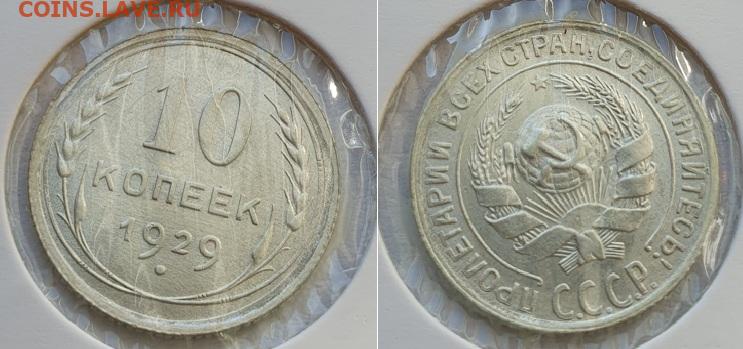 COINS.LAVE.RU
10
КОПЕЕК
1929
ПРОЛЕТАРИИ ВСЕХ СТРАН, СОЕДИНЯЙТЕСЬ!
С.С.С.Р.